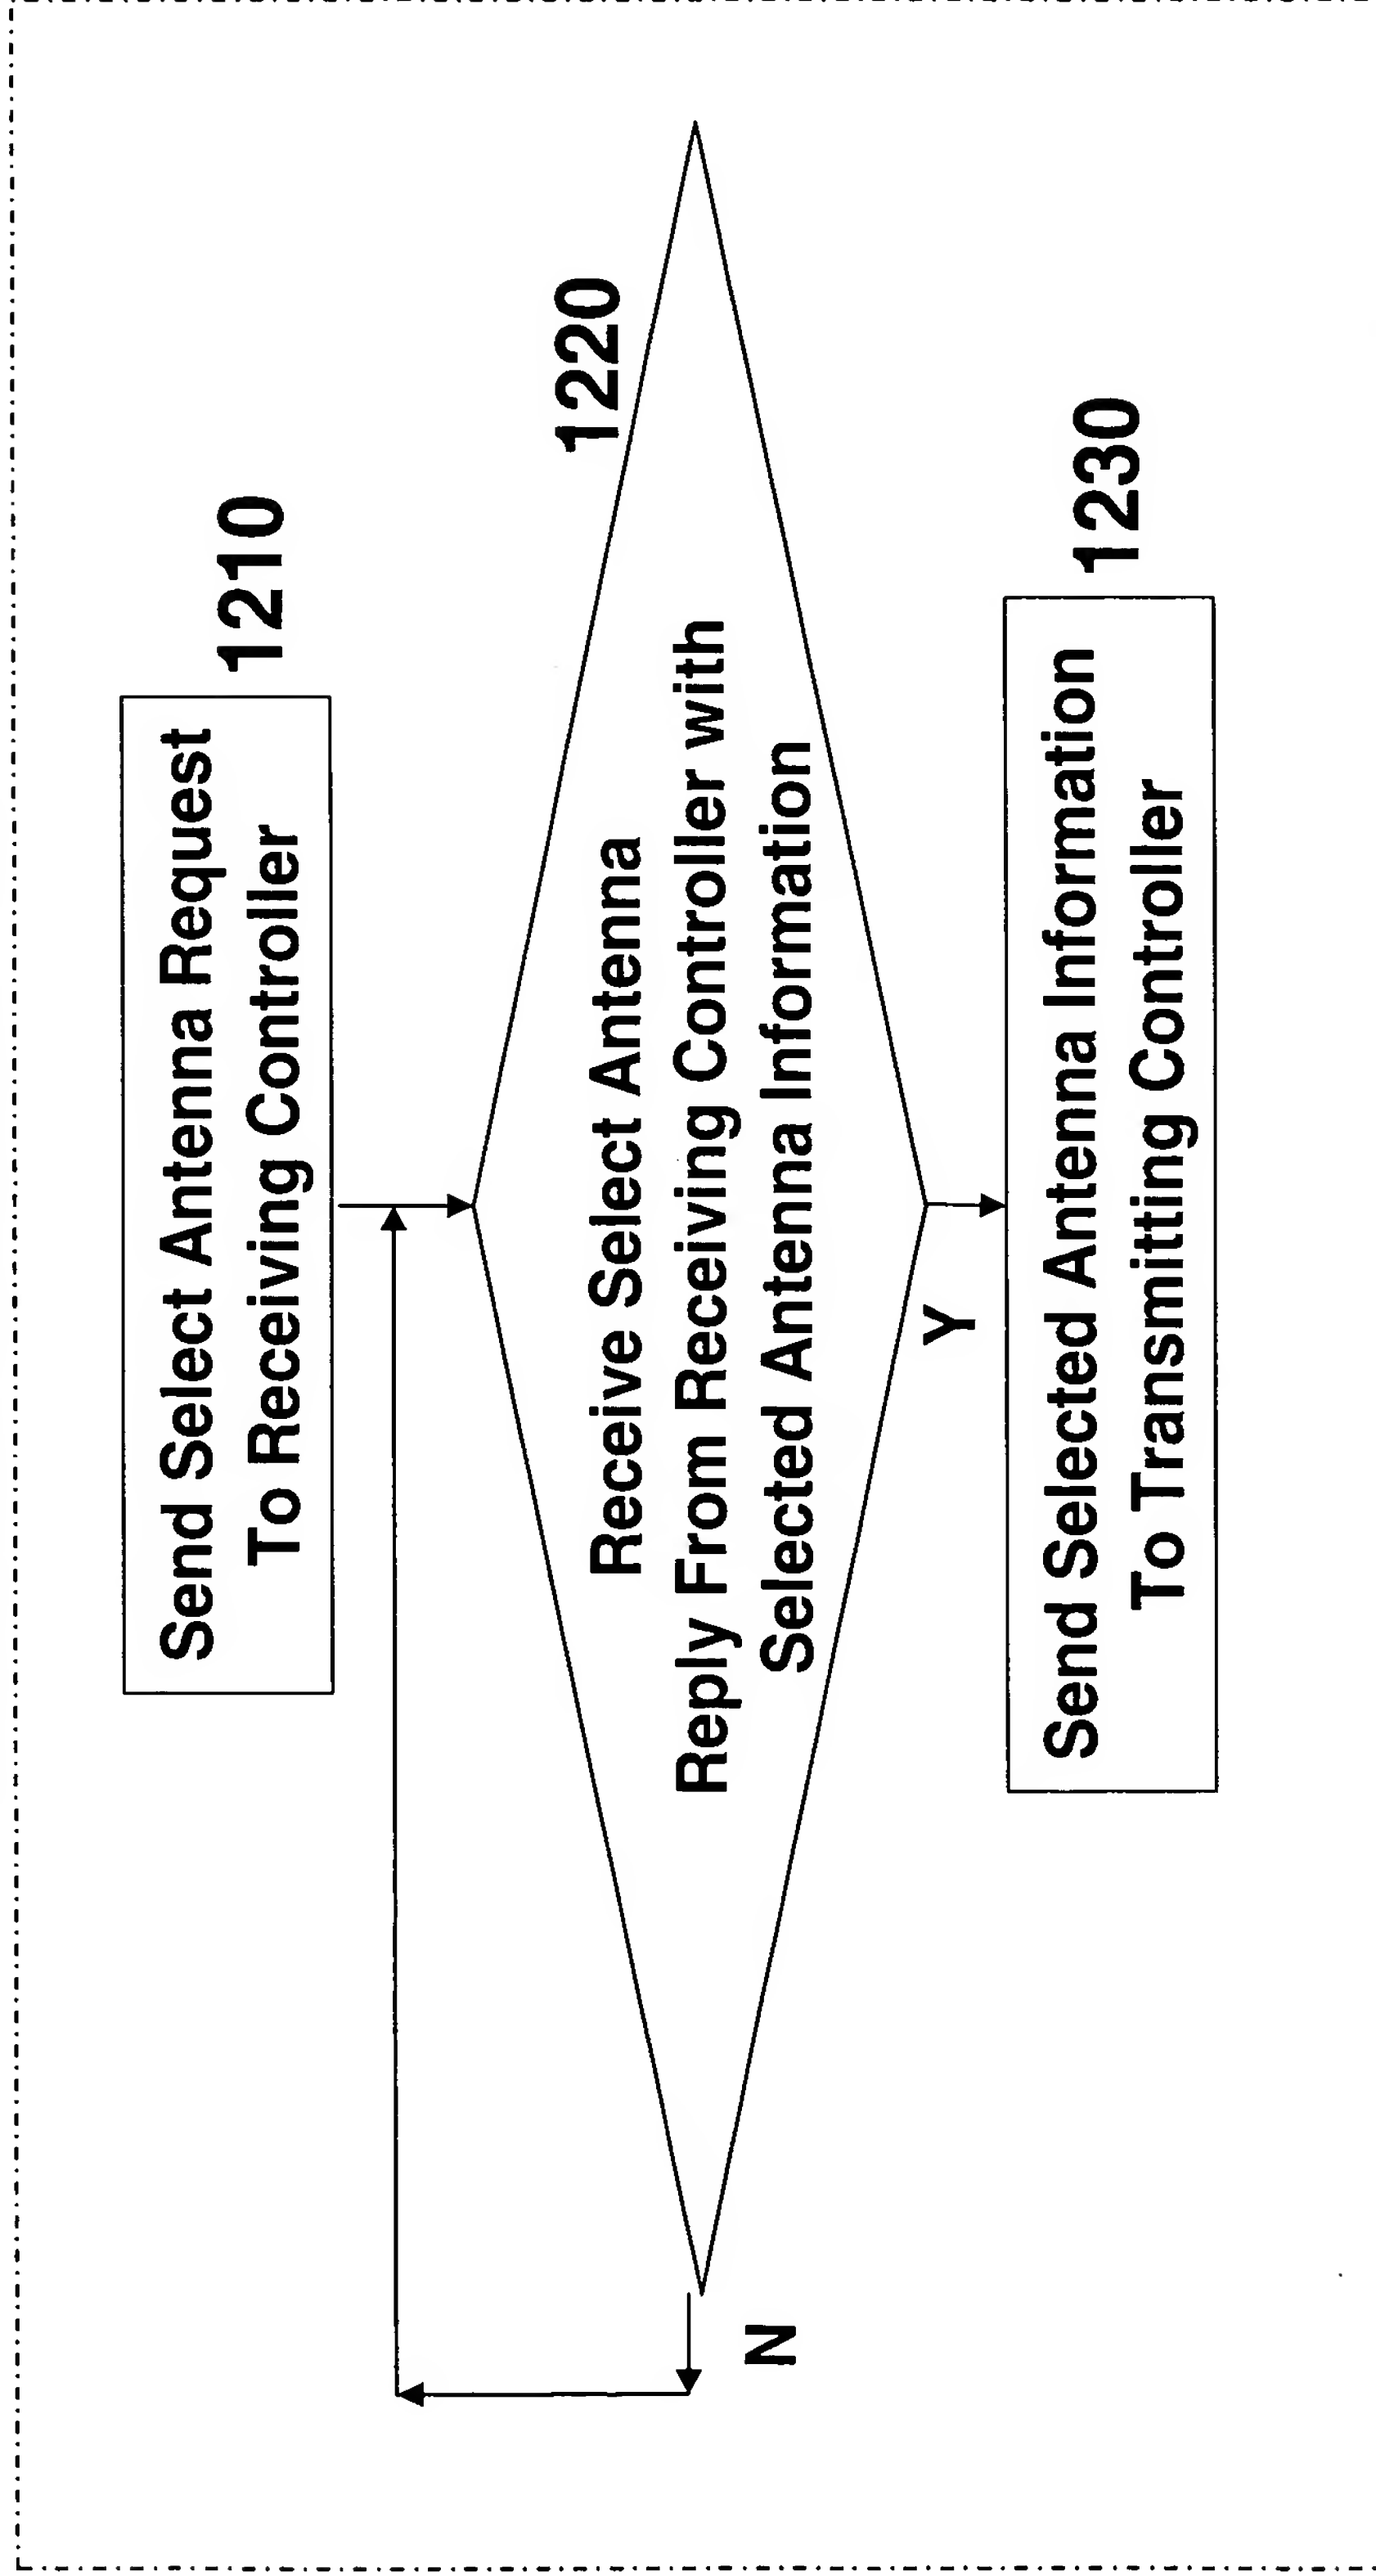 Send Select Antenna Request
To Receiving Controller
1210
1220
Receive Select Antenna
Reply From Receiving Controller with
Selected Antenna Information
N
Y
Send Selected Antenna Information
To Transmitting Controller
1230